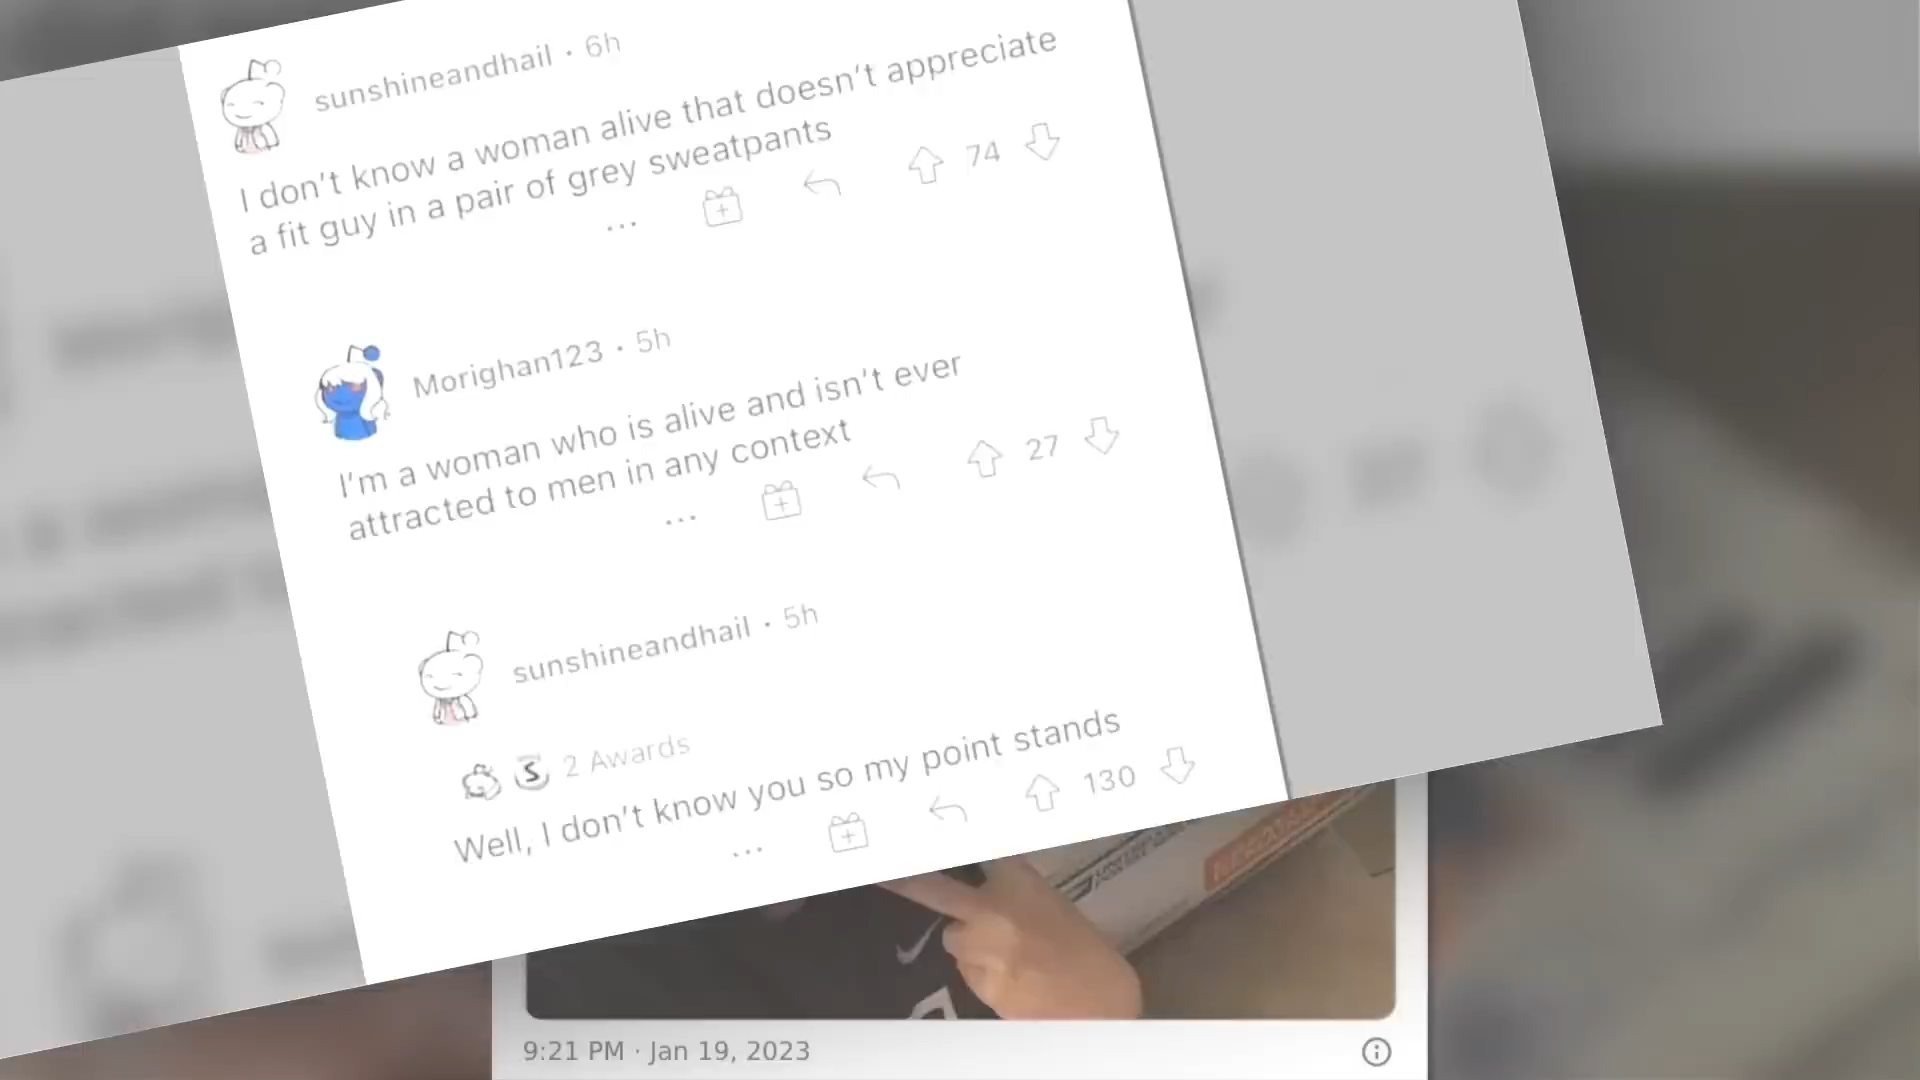 sunshineandhail · 6h
I don't know a woman alive that doesn't appreciate
a fit guy in a pair of grey sweatpants
... 74
Morighan123 · 5h
I'm a woman who is alive and isn't ever
attracted to men in any context
... 27
sunshineandhail · 5h
S 2 Awards
Well, I don't know you so my point stands
... 130
9:21 PM · Jan 19, 2023